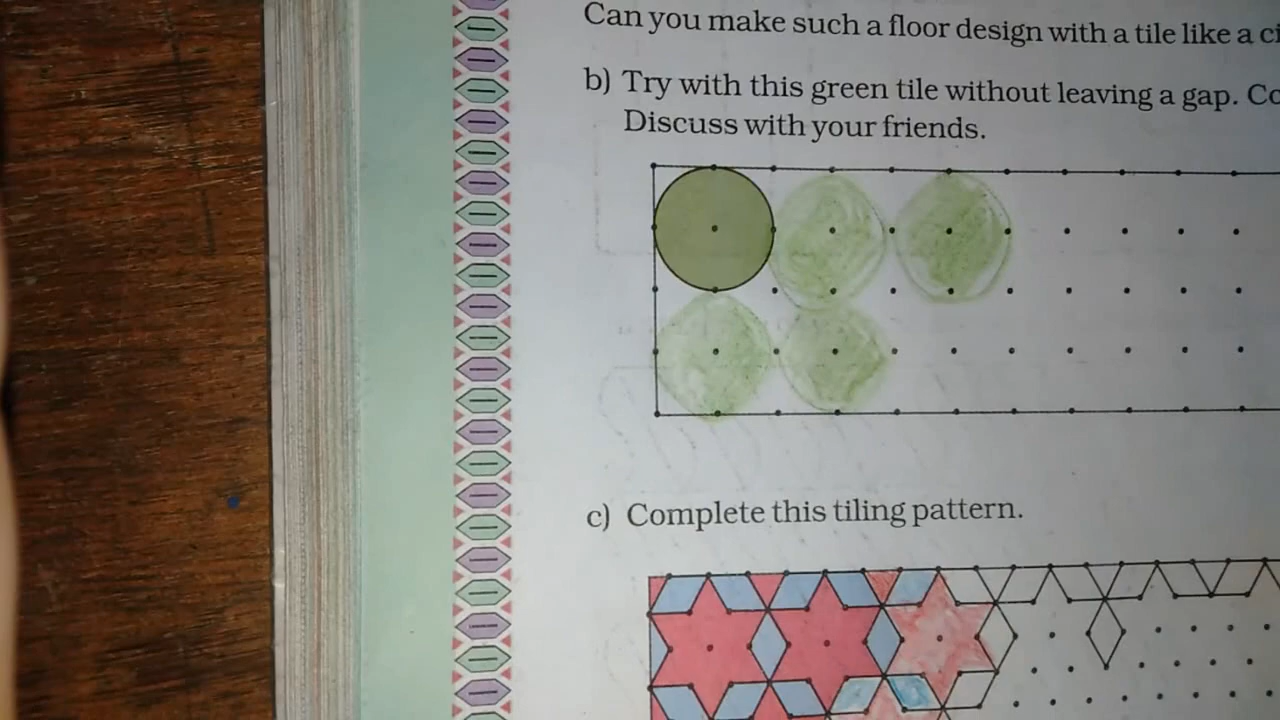 Can you make such a floor design with a tile like a
b) Try with this green tile without leaving a gap.
Discuss with your friends.
c) Complete this tiling pattern.